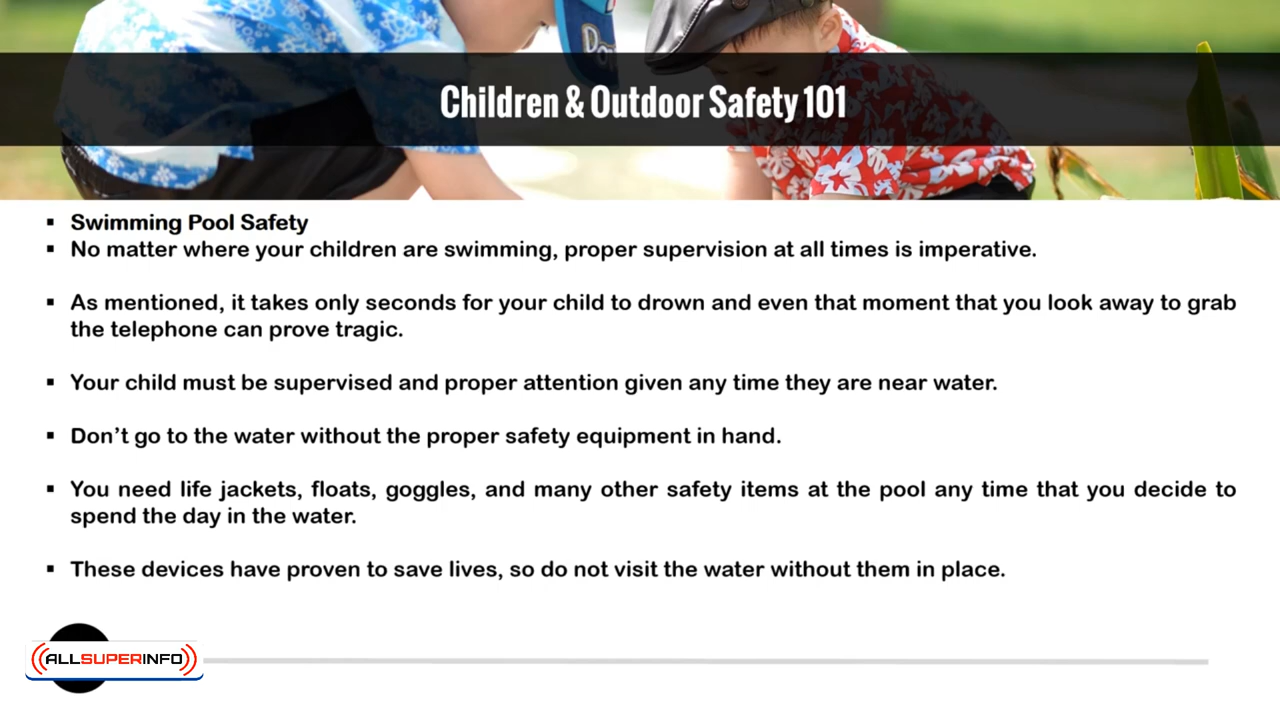 Do
Children & Outdoor Safety 101
▪ Swimming Pool Safety
▪ No matter where your children are swimming, proper supervision at all times is imperative.
▪ As mentioned, it takes only seconds for your child to drown and even that moment that you look away to grab
the telephone can prove tragic.
▪ Your child must be supervised and proper attention given any time they are near water.
▪ Don’t go to the water without the proper safety equipment in hand.
▪ You need life jackets, floats, goggles, and many other safety items at the pool any time that you decide to
spend the day in the water.
▪ These devices have proven to save lives, so do not visit the water without them in place.
ALLSUPERINFO